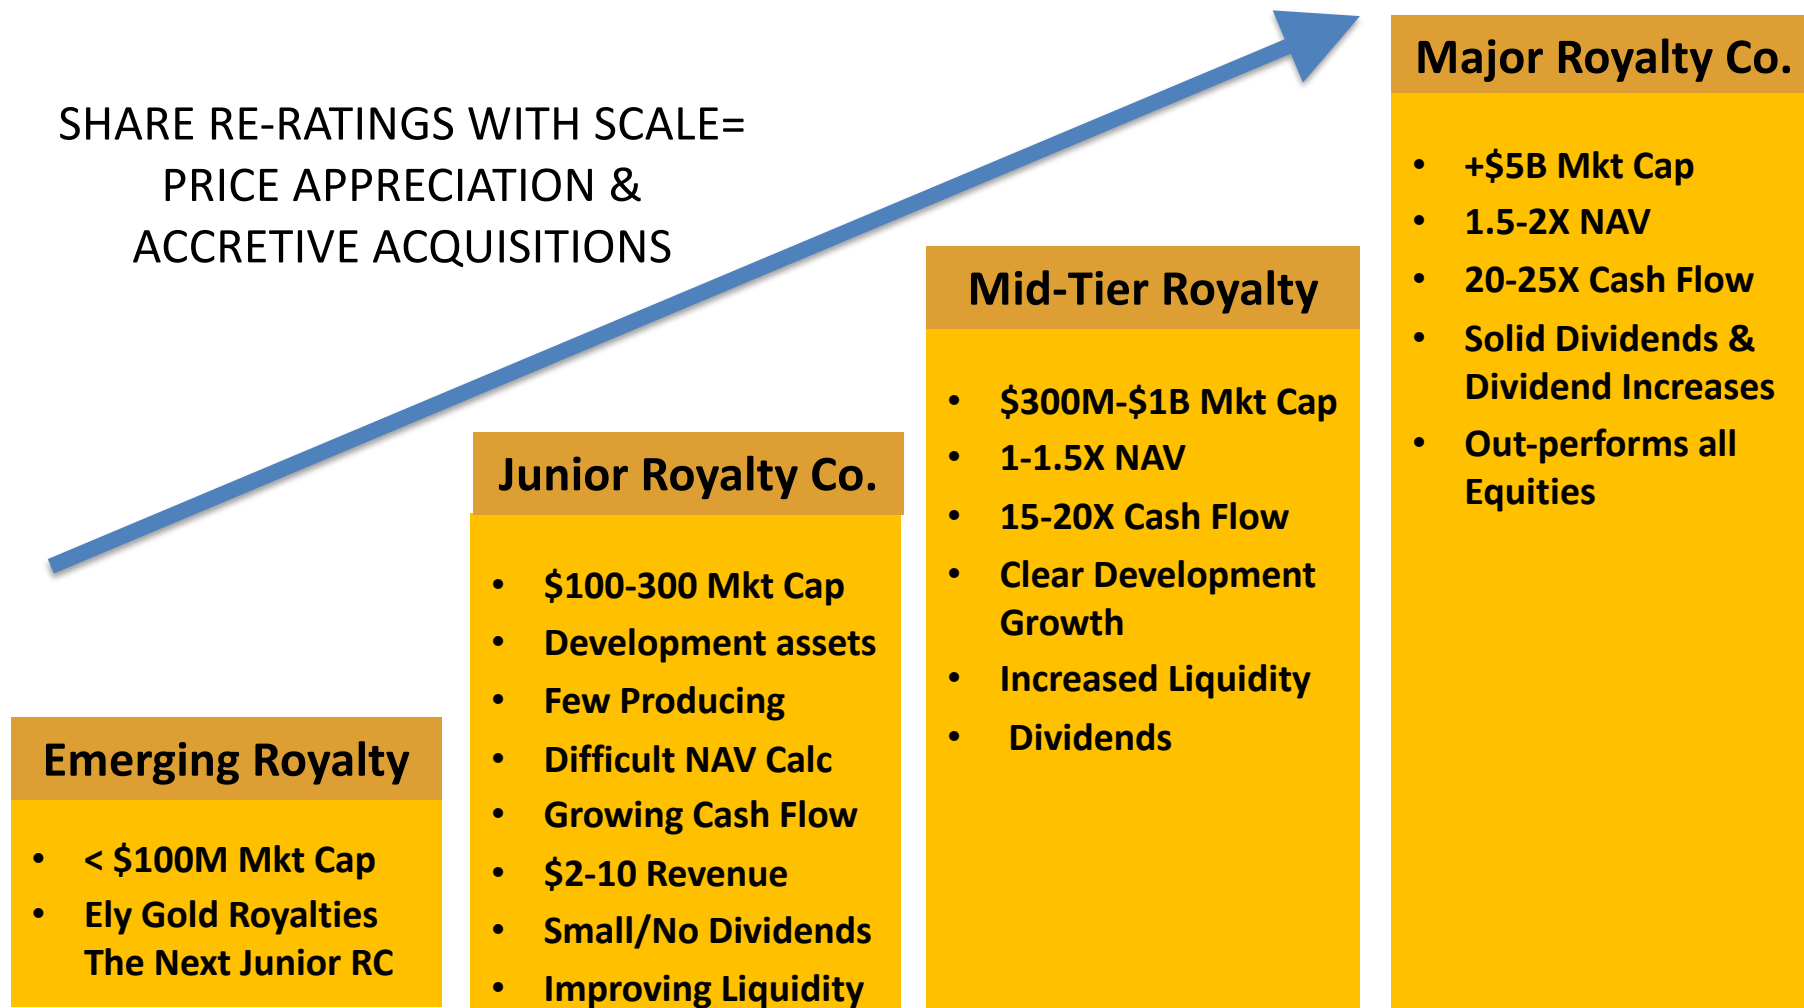 SHARE RE-RATINGS WITH SCALE=
PRICE APPRECIATION &
ACCRETIVE ACQUISITIONS
Emerging Royalty
• < $100M Mkt Cap
• Ely Gold Royalties
The Next Junior RC
Junior Royalty Co.
• $100-300 Mkt Cap
• Development assets
• Few Producing
• Difficult NAV Calc
• Growing Cash Flow
• $2-10 Revenue
• Small/No Dividends
• Improving Liquidity
Mid-Tier Royalty
• $300M-$1B Mkt Cap
• 1-1.5X NAV
• 15-20X Cash Flow
• Clear Development
Growth
• Increased Liquidity
• Dividends
Major Royalty Co.
• +$5B Mkt Cap
• 1.5-2X NAV
• 20-25X Cash Flow
• Solid Dividends &
Dividend Increases
• Out-performs all
Equities